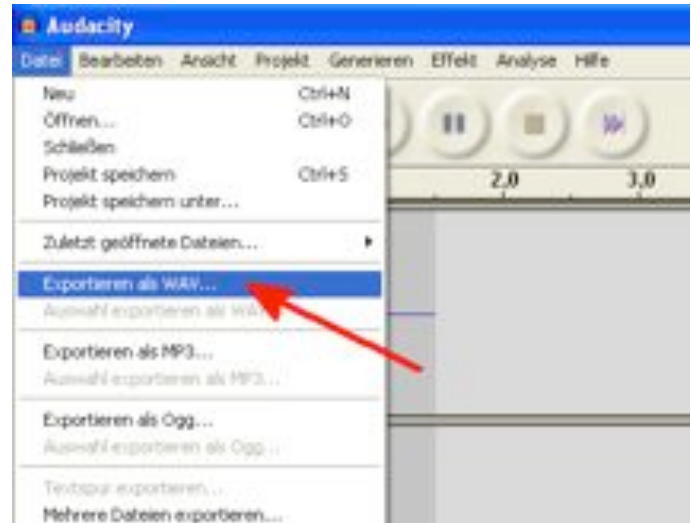 Audacity
Datei Bearbeiten Ansicht Projekt Generieren Effekt Analyse Hilfe
Neu Ctrl+N
Öffnen... Ctrl+O
Schließen
Projekt speichern Ctrl+S
Projekt speichern unter...
2,0 3,0
Zuletzt geöffnete Dateien...
Exportieren als WAV...
Auswahl exportieren als WAV
Exportieren als MP3...
Auswahl exportieren als MP3...
Exportieren als Ogg...
Auswahl exportieren als Ogg...
Textspur exportieren...
Mehrere Dateien exportieren...